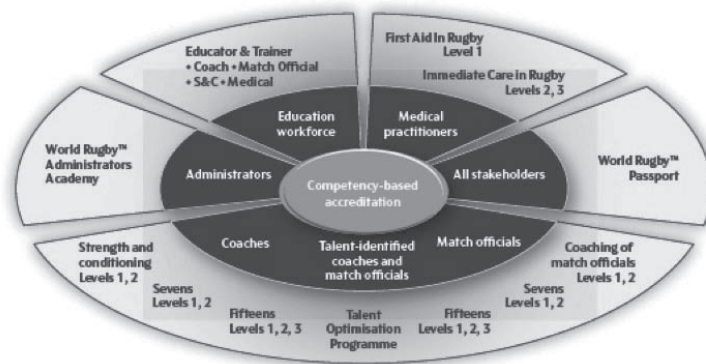 Educator & Trainer
• Coach • Match Official
• S&C • Medical
First Aid In Rugby
Level 1
Immediate Care in Rugby
Levels 2, 3
Education
workforce
Medical
practitioners
World Rugby™
Administrators
Academy
Administrators
Competency-based
accreditation
All stakeholders
World Rugby™
Passport
Coaches
Talent-identified
coaches and
match officials
Match officials
Strength and
conditioning
Levels 1, 2
Sevens
Levels 1, 2
Fifteens
Levels 1, 2, 3
Talent
Optimisation
Programme
Fifteens
Levels 1, 2, 3
Sevens
Levels 1, 2
Coaching of
match officials
Levels 1, 2